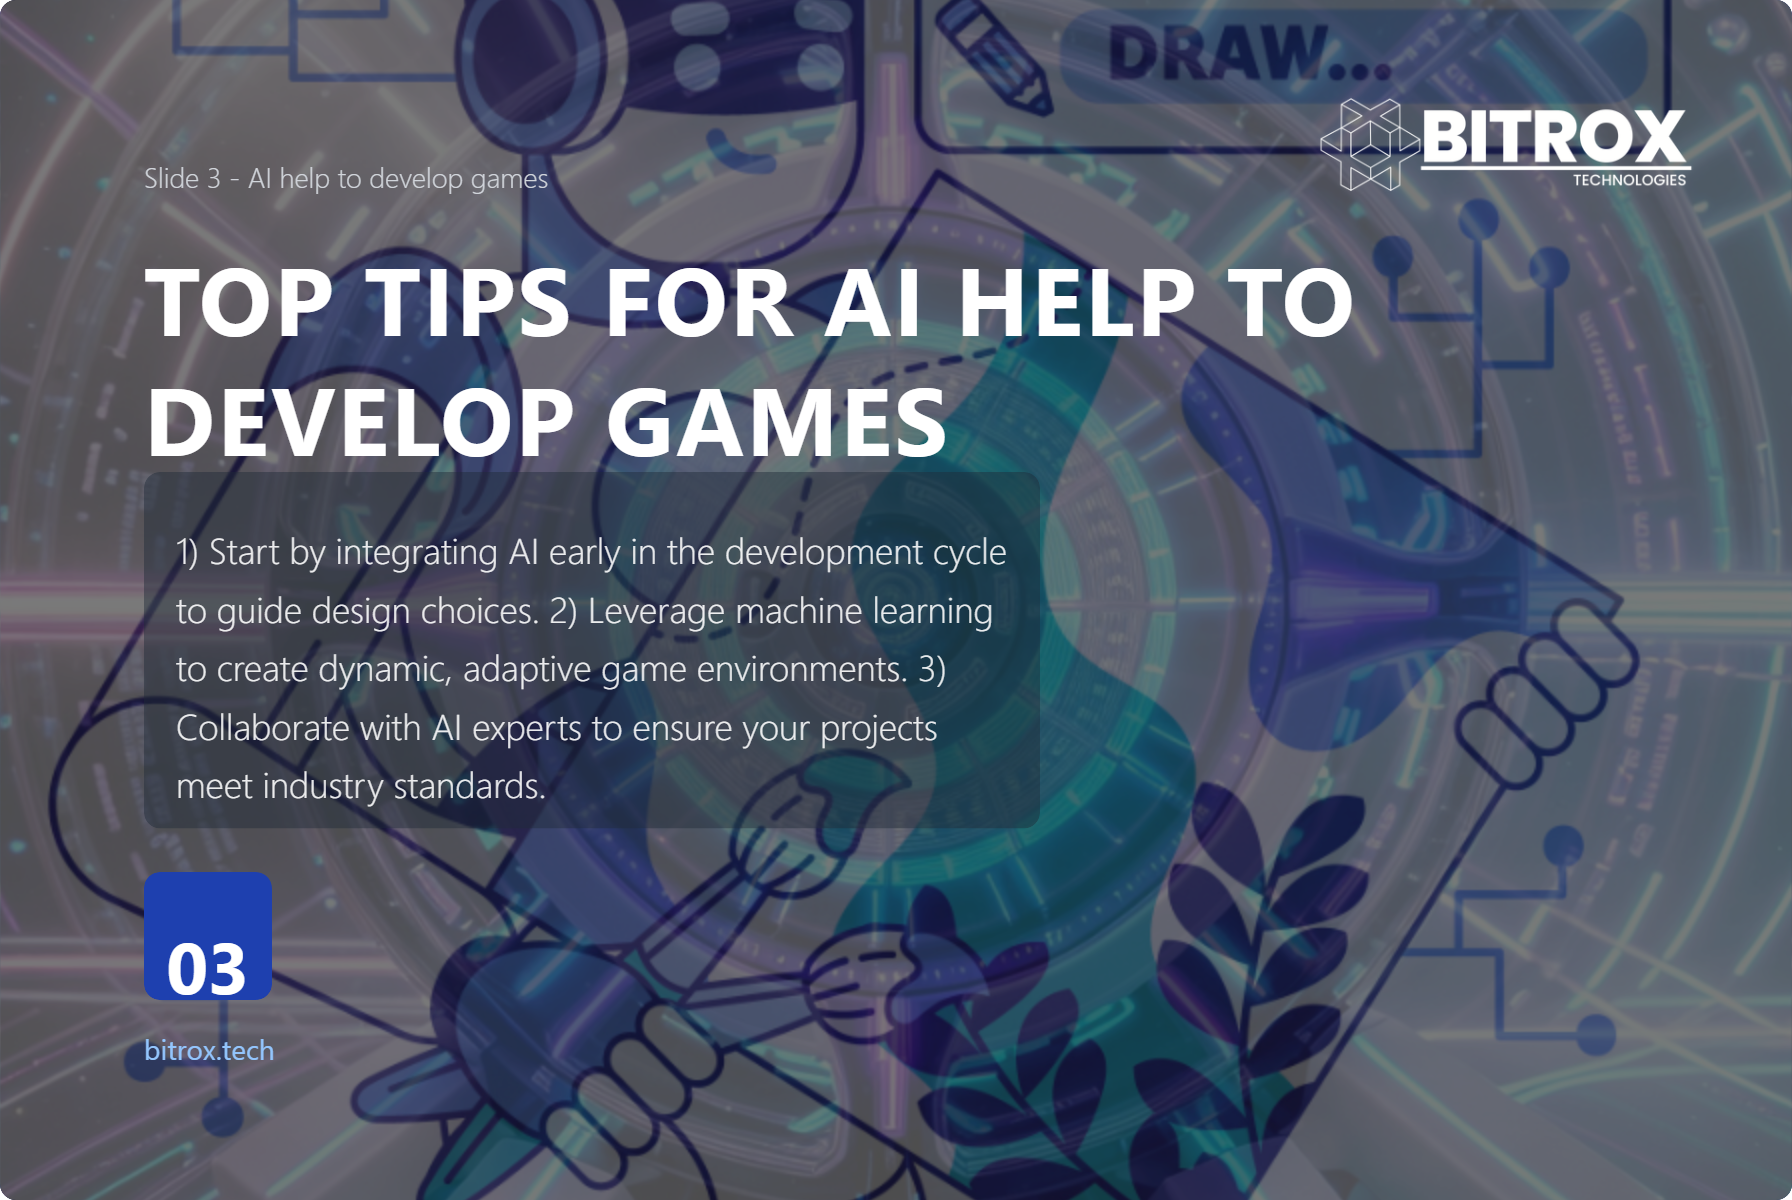 DRAW...
BITROX
TECHNOLOGIES
Slide 3 - AI help to develop games
TOP TIPS FOR AI HELP TO
DEVELOP GAMES
1) Start by integrating AI early in the development cycle
to guide design choices. 2) Leverage machine learning
to create dynamic, adaptive game environments. 3)
Collaborate with AI experts to ensure your projects
meet industry standards.
03
bitrox.tech